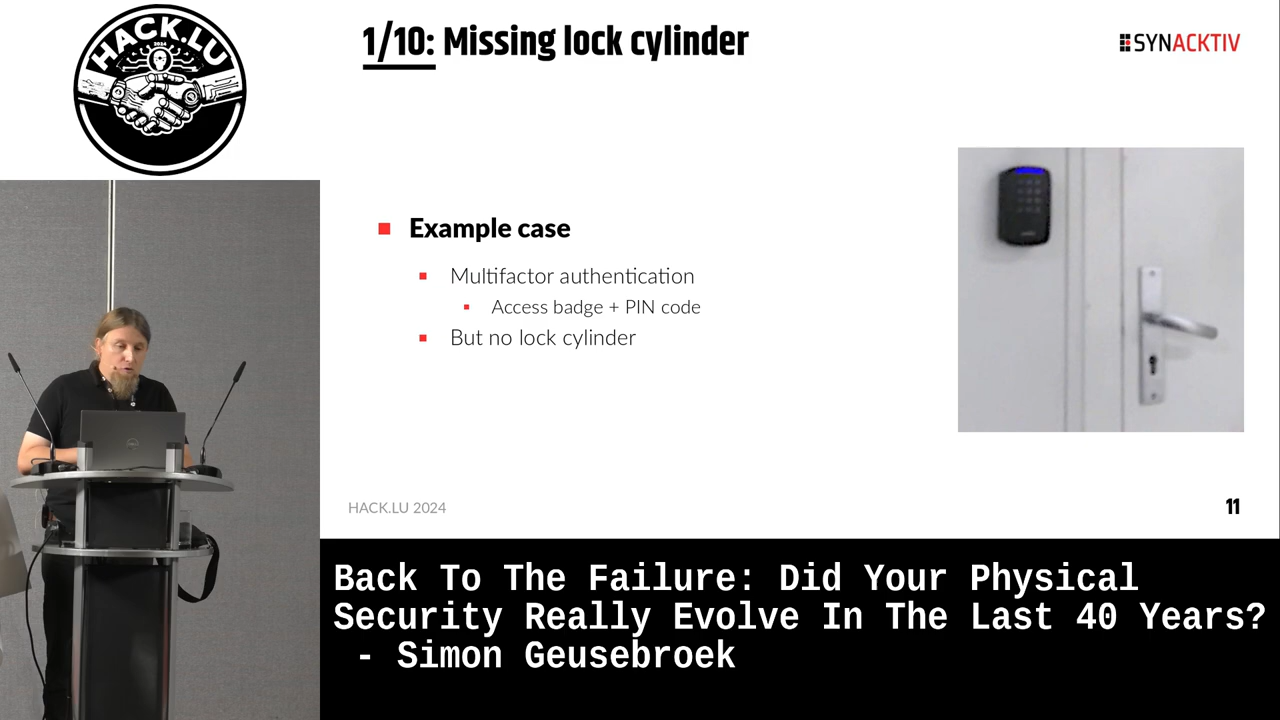 HACK.LU
2024
1/10: Missing lock cylinder
SYNACKTIV
Example case
Multifactor authentication
Access badge + PIN code
But no lock cylinder
HACK.LU 2024
11
Back To The Failure: Did Your Physical
Security Really Evolve In The Last 40 Years?
- Simon Geusebroek